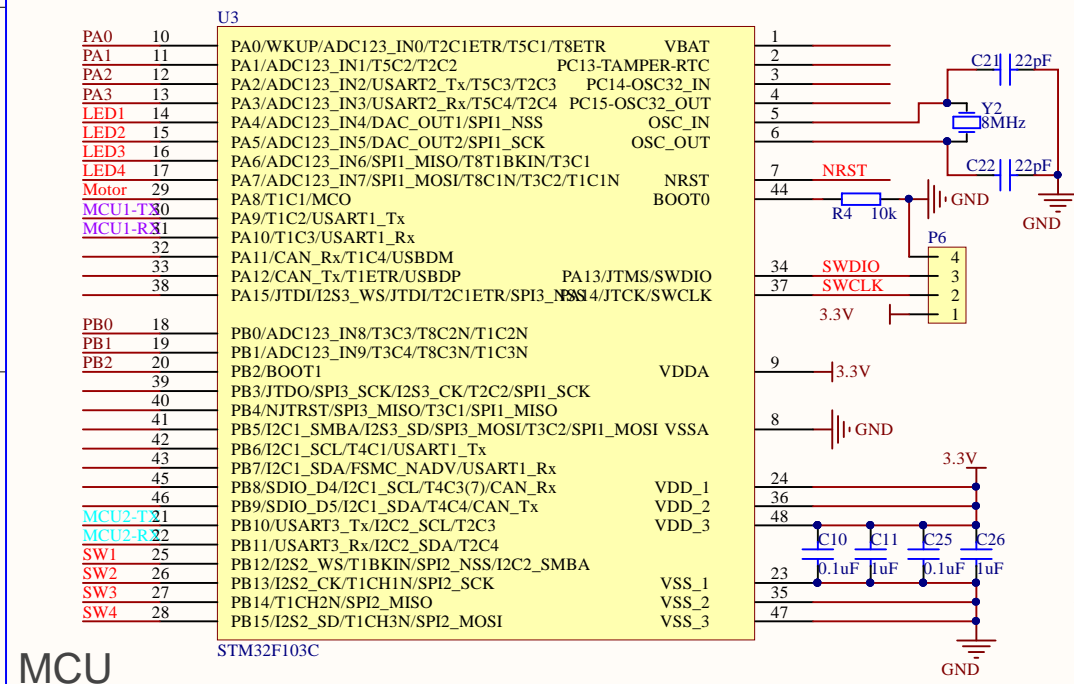 U3
PA0 10 PA0/WKUP/ADC123_IN0/T2C1ETR/T5C1/T8ETR VBAT 1
PA1 11 PA1/ADC123_IN1/T5C2/T2C2 PC13-TAMPER-RTC 2
PA2 12 PA2/ADC123_IN2/USART2_Tx/T5C3/T2C3 PC14-OSC32_IN 3
PA3 13 PA3/ADC123_IN3/USART2_Rx/T5C4/T2C4 PC15-OSC32_OUT 4
LED1 14 PA4/ADC123_IN4/DAC_OUT1/SPI1_NSS OSC_IN 5
LED2 15 PA5/ADC123_IN5/DAC_OUT2/SPI1_SCK OSC_OUT 6
LED3 16 PA6/ADC123_IN6/SPI1_MISO/T8T1BKIN/T3C1
LED4 17 PA7/ADC123_IN7/SPI1_MOSI/T8C1N/T3C2/T1C1N NRST 7 NRST
Motor 29 PA8/T1C1/MCO BOOT0 44
MCU1-TX 30 PA9/T1C2/USART1_Tx
MCU1-RX 31 PA10/T1C3/USART1_Rx
32 PA11/CAN_Rx/T1C4/USBDM
33 PA12/CAN_Tx/T1ETR/USBDP PA13/JTMS/SWDIO 34 SWDIO
38 PA15/JTDI/I2S3_WS/JTDI/T2C1ETR/SPI3_NSS PA14/JTCK/SWCLK 37 SWCLK
PB0 18 PB0/ADC123_IN8/T3C3/T8C2N/T1C2N
PB1 19 PB1/ADC123_IN9/T3C4/T8C3N/T1C3N
PB2 20 PB2/BOOT1 VDDA 9 3.3V
39 PB3/JTDO/SPI3_SCK/I2S3_CK/T2C2/SPI1_SCK
40 PB4/NJTRST/SPI3_MISO/T3C1/SPI1_MISO
41 PB5/I2C1_SMBA/I2S3_SD/SPI3_MOSI/T3C2/SPI1_MOSI VSSA 8 GND
42 PB6/I2C1_SCL/T4C1/USART1_Tx
43 PB7/I2C1_SDA/FSMC_NADV/USART1_Rx
45 PB8/SDIO_D4/I2C1_SCL/T4C3(7)/CAN_Rx VDD_1 24
46 PB9/SDIO_D5/I2C1_SDA/T4C4/CAN_Tx VDD_2 36
MCU2-TX 21 PB10/USART3_Tx/I2C2_SCL/T2C3 VDD_3 48
MCU2-RX 22 PB11/USART3_Rx/I2C2_SDA/T2C4
SW1 25 PB12/I2S2_WS/T1BKIN/SPI2_NSS/I2C2_SMBA
SW2 26 PB13/I2S2_CK/T1CH1N/SPI2_SCK VSS_1 23
SW3 27 PB14/T1CH2N/SPI2_MISO VSS_2 35
SW4 28 PB15/I2S2_SD/T1CH3N/SPI2_MOSI VSS_3 47
STM32F103C
C21 22pF
Y2
8MHz
C22 22pF
GND
R4 10k
GND
P6
4
3
2
1
3.3V
3.3V
C10 C11 C25 C26
0.1uF 1uF 0.1uF 1uF
GND
MCU